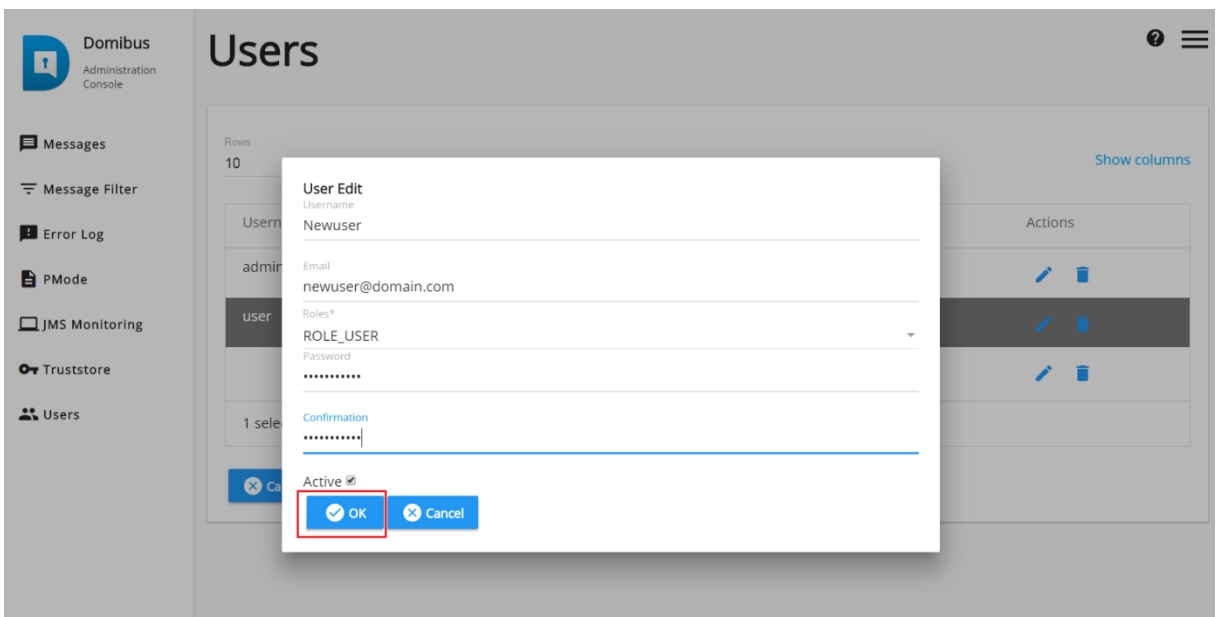 Domibus
Administration
Console
Users
Messages
Message Filter
Error Log
PMode
JMS Monitoring
Truststore
Users
Rows
10
Show columns
Usern
Actions
admin
user
1 sele
Ca
User Edit
Username
Newuser
Email
newuser@domain.com
Roles*
ROLE_USER
Password
•••••••••••
Confirmation
•••••••••••
Active
OK
Cancel